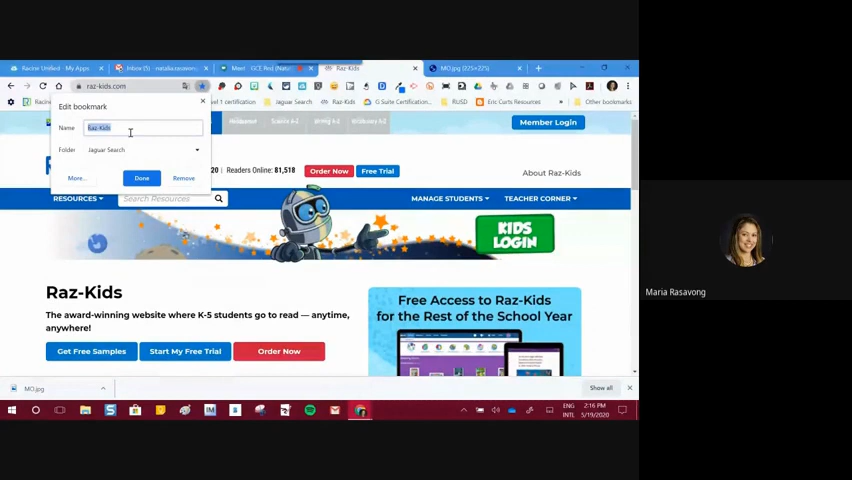 Racine Unified My Apps
Inbox (5)
MO.jpg (225×225)
Raz-Kids
raz-kids.com
1 certification
Jaguar Search
Raz-Kids
G Suite Certification...
RUSD
Eric Curts Resources
Other bookmarks
Edit bookmark
Name Raz-Kids
Folder Jaguar Search
More...
Done
Remove
Member Login
20 | Readers Online: 81,518
Order Now
Free Trial
About Raz-Kids
RESOURCES
Search Resources
MANAGE STUDENTS
TEACHER CORNER
KIDS
LOGIN
Raz-Kids
The award-winning website where K-5 students go to read — anytime,
anywhere!
Get Free Samples
Start My Free Trial
Order Now
Free Access to Raz-Kids
for the Rest of the School Year
Maria Rasavong
MO.jpg
Show all
ENG
INTL
2:16 PM
5/19/2020